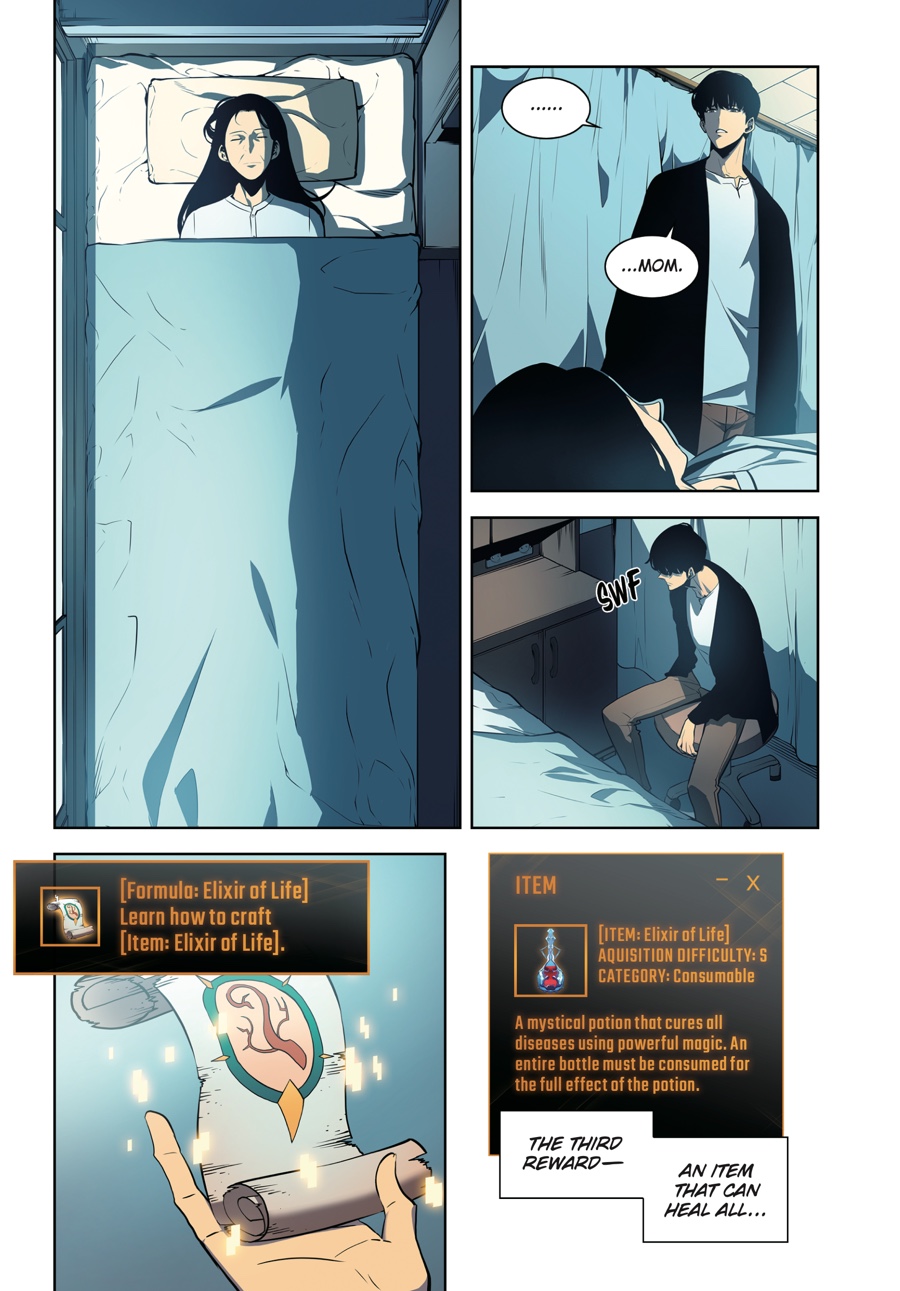 ......
...MOM.
SWF
[Formula: Elixir of Life]
Learn how to craft
[Item: Elixir of Life].
ITEM
– X
[ITEM: Elixir of Life]
AQUISITION DIFFICULTY: S
CATEGORY: Consumable
A mystical potion that cures all
diseases using powerful magic. An
entire bottle must be consumed for
the full effect of the potion.
THE THIRD
REWARD—
AN ITEM
THAT CAN
HEAL ALL...